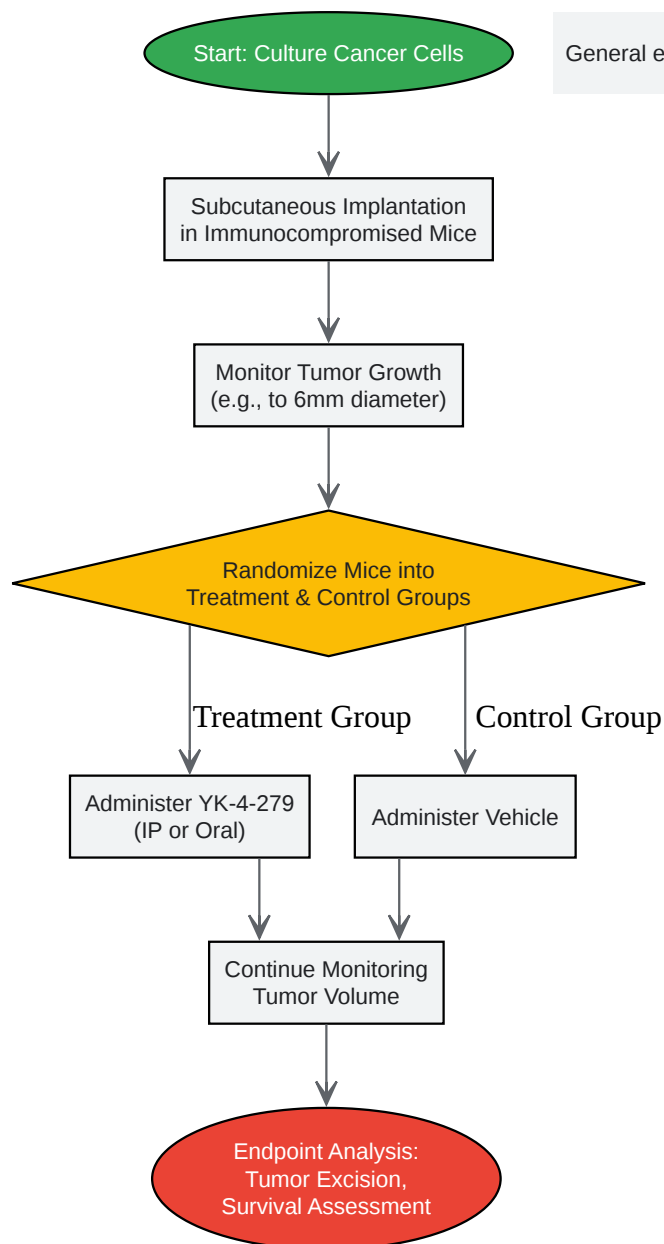 Start: Culture Cancer Cells
General e
Subcutaneous Implantation
in Immunocompromised Mice
Monitor Tumor Growth
(e.g., to 6mm diameter)
Randomize Mice into
Treatment & Control Groups
Treatment Group
Control Group
Administer YK-4-279
(IP or Oral)
Administer Vehicle
Continue Monitoring
Tumor Volume
Endpoint Analysis:
Tumor Excision,
Survival Assessment